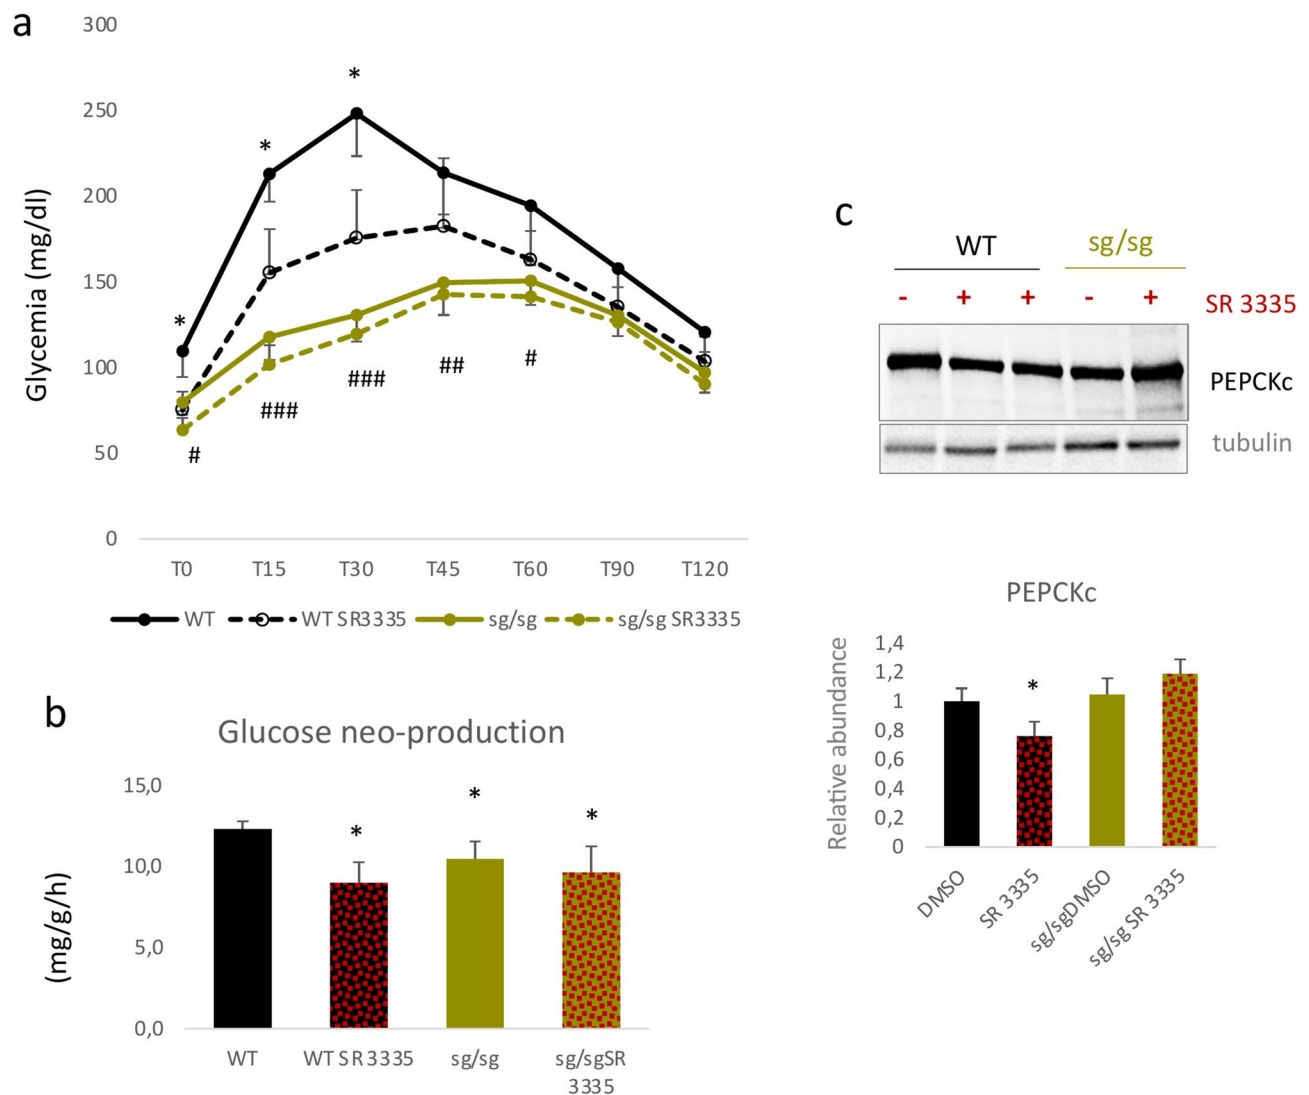 a
300
250
200
150
100
50
0
Glycemia (mg/dl)
*
*
*
#
###
###
##
#
T0 T15 T30 T45 T60 T90 T120
WT WT SR3335 sg/sg sg/sg SR3335
b
Glucose neo-production
15,0
10,0
5,0
0,0
(mg/g/h)
* * *
WT WT SR 3335 sg/sg sg/sgSR
3335
c
WT sg/sg
- + + - + SR 3335
PEPCKc
tubulin
PEPCKc
1,4
1,2
1
0,8
0,6
0,4
0,2
0
Relative abundance
*
DMSO
SR 3335
sg/sgDMSO
sg/sg SR 3335